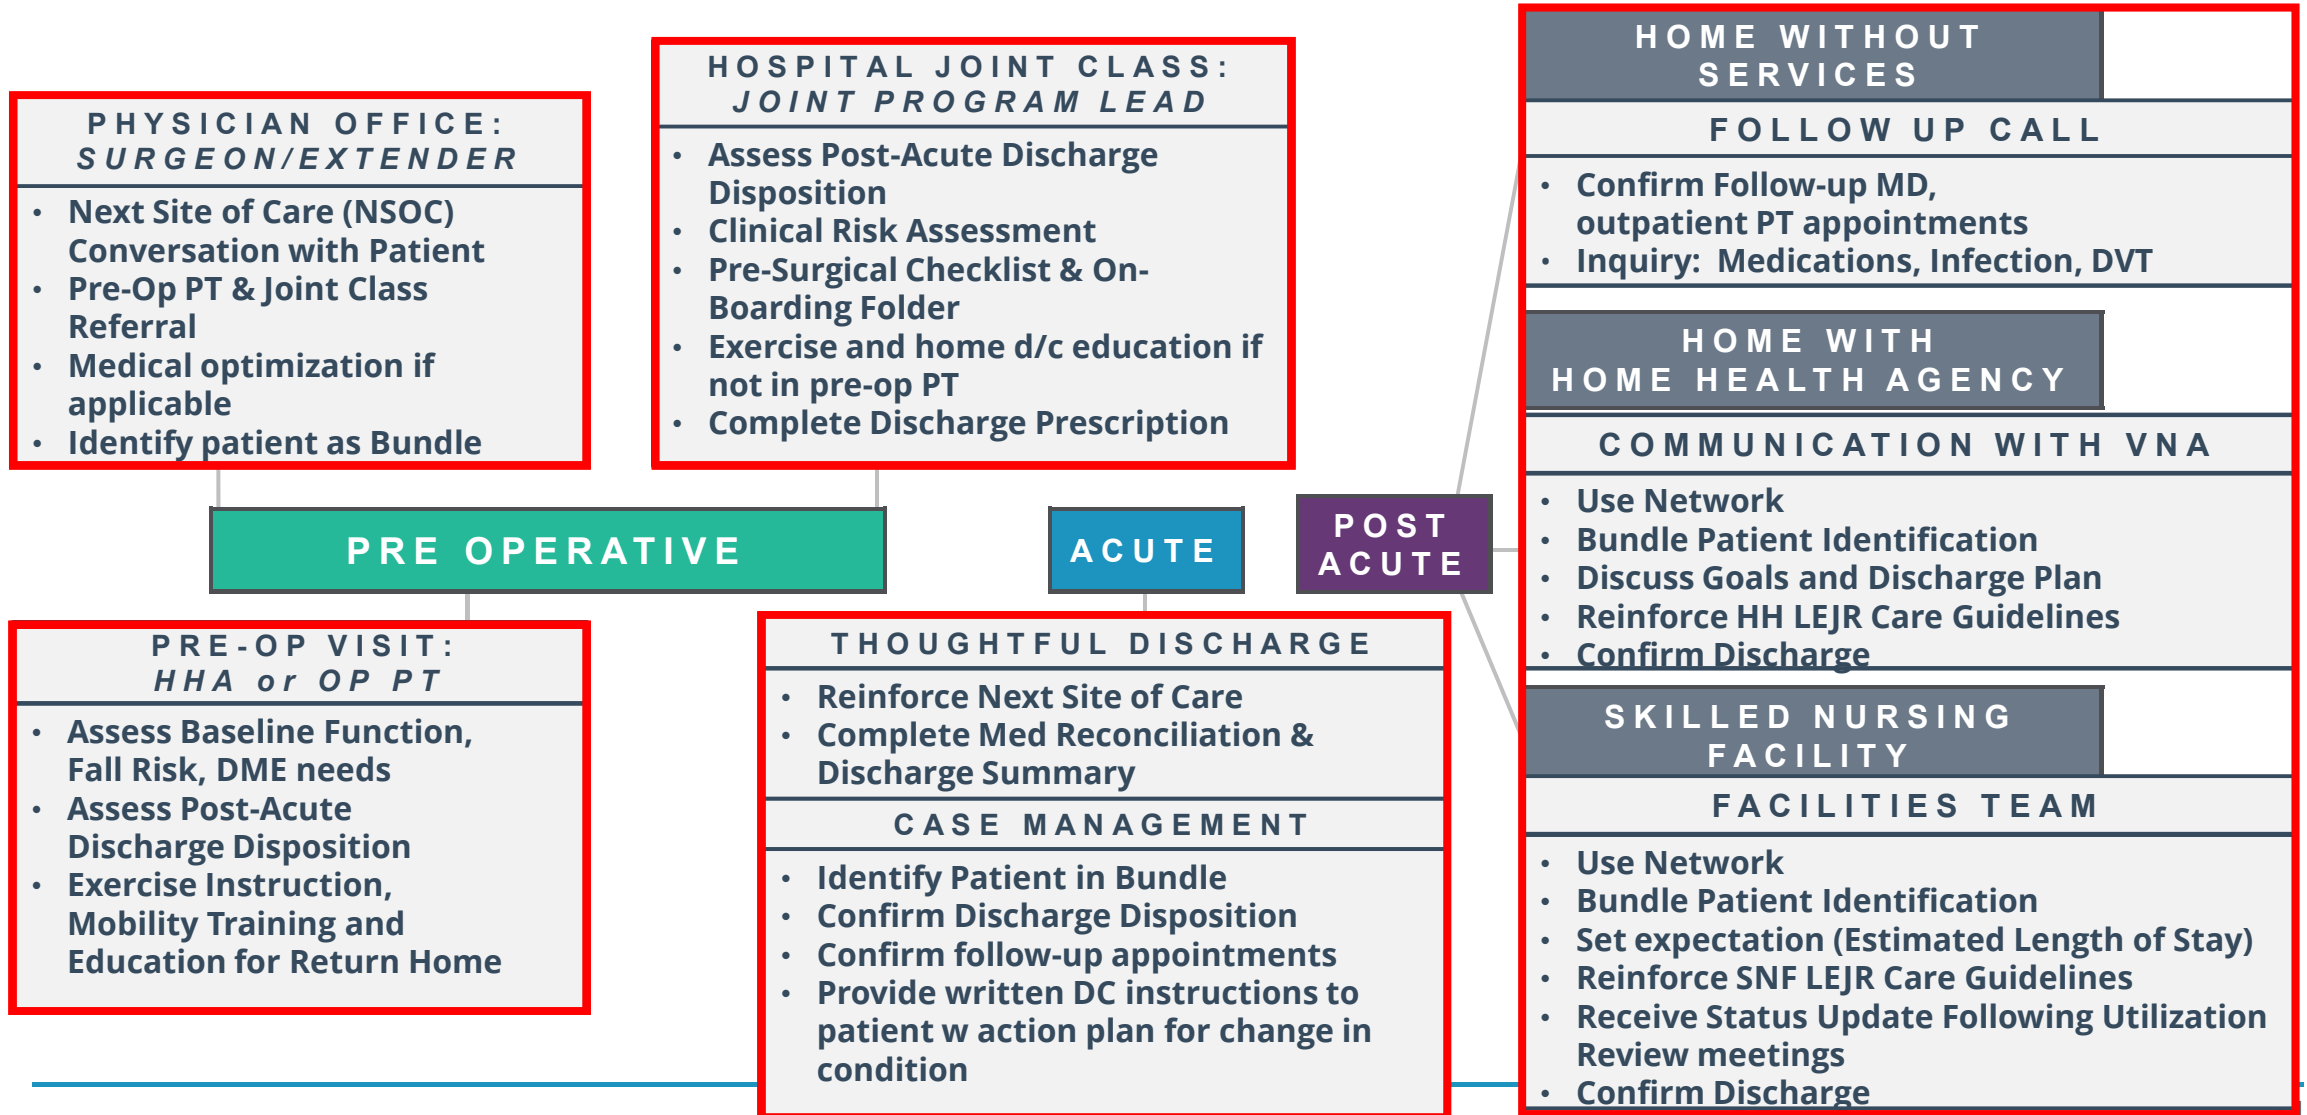 PHYSICIAN OFFICE:
SURGEON/EXTENDER
• Next Site of Care (NSOC)
Conversation with Patient
• Pre-Op PT & Joint Class
Referral
• Medical optimization if
applicable
• Identify patient as Bundle
HOSPITAL JOINT CLASS:
JOINT PROGRAM LEAD
• Assess Post-Acute Discharge
Disposition
• Clinical Risk Assessment
• Pre-Surgical Checklist & On-
Boarding Folder
• Exercise and home d/c education if
not in pre-op PT
• Complete Discharge Prescription
PRE OPERATIVE
PRE-OP VISIT:
HHA or OP PT
• Assess Baseline Function,
Fall Risk, DME needs
• Assess Post-Acute
Discharge Disposition
• Exercise Instruction,
Mobility Training and
Education for Return Home
ACUTE
THOUGHTFUL DISCHARGE
• Reinforce Next Site of Care
• Complete Med Reconciliation &
Discharge Summary
CASE MANAGEMENT
• Identify Patient in Bundle
• Confirm Discharge Disposition
• Confirm follow-up appointments
• Provide written DC instructions to
patient w action plan for change in
condition
POST
ACUTE
HOME WITHOUT
SERVICES
FOLLOW UP CALL
• Confirm Follow-up MD,
outpatient PT appointments
• Inquiry: Medications, Infection, DVT
HOME WITH
HOME HEALTH AGENCY
COMMUNICATION WITH VNA
• Use Network
• Bundle Patient Identification
• Discuss Goals and Discharge Plan
• Reinforce HH LEJR Care Guidelines
• Confirm Discharge
SKILLED NURSING
FACILITY
FACILITIES TEAM
• Use Network
• Bundle Patient Identification
• Set expectation (Estimated Length of Stay)
• Reinforce SNF LEJR Care Guidelines
• Receive Status Update Following Utilization
Review meetings
• Confirm Discharge